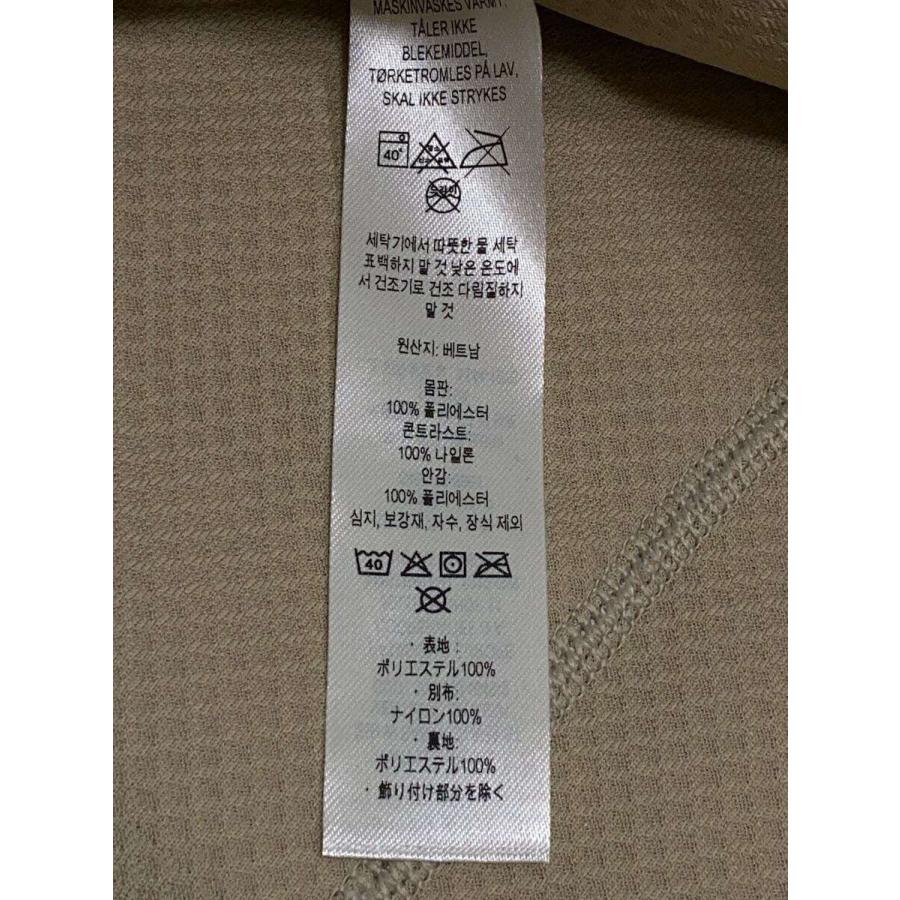 MASKINVASKES VARMT.
TÅLER IKKE
BLEKEMIDDEL,
TØRKETROMLES PÅ LAV,
SKAL IKKE STRYKES
40
드라이
세탁기에서 따뜻한 물 세탁
표백하지 말 것 낮은 온도에
서 건조기로 건조 다림질하지
말 것
원산지: 베트남
몸판:
100% 폴리에스터
콘트라스트:
100% 나일론
안감:
100% 폴리에스터
심지, 보강재, 자수, 장식 제외
40
・表地:
ポリエステル100%
・別布:
ナイロン100%
・裏地:
ポリエステル100%
・飾り付け部分を除く